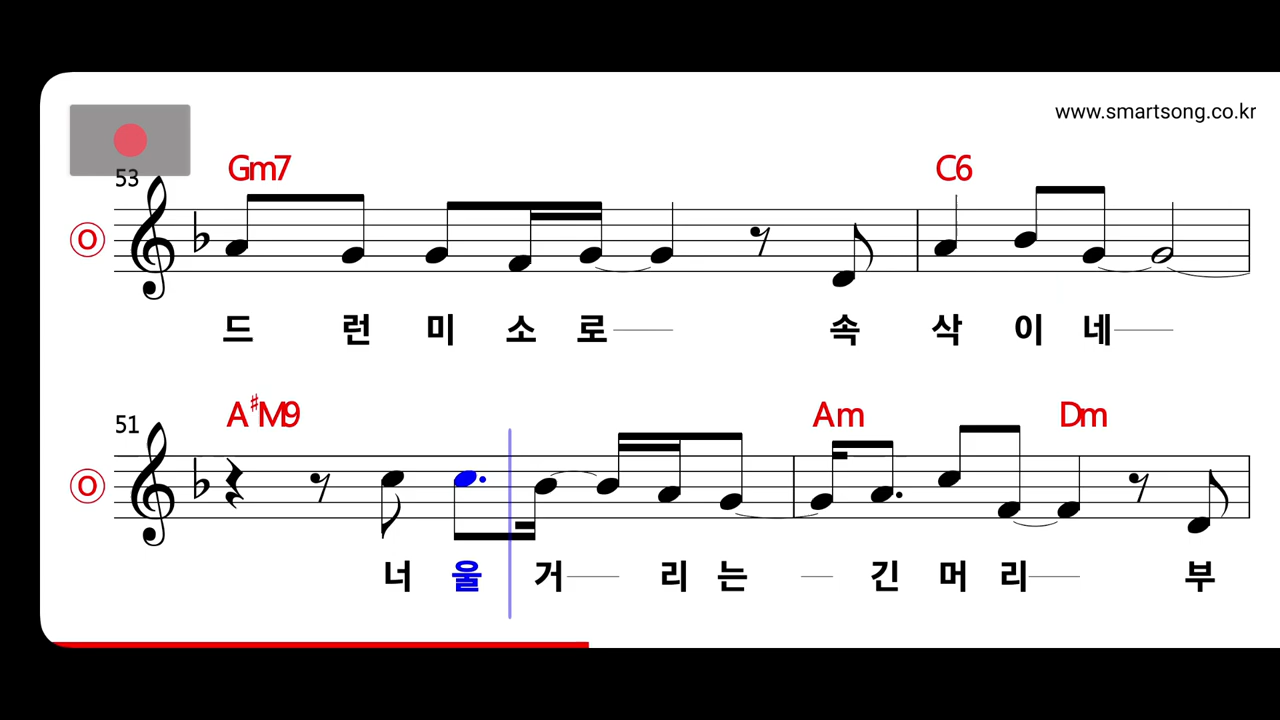 www.smartsong.co.kr
Gm7 C6
53
O
드 런 미 소 로 속 삭 이 네
A♯M9 Am Dm
51
O
너 울 거 리 는 긴 머 리 부